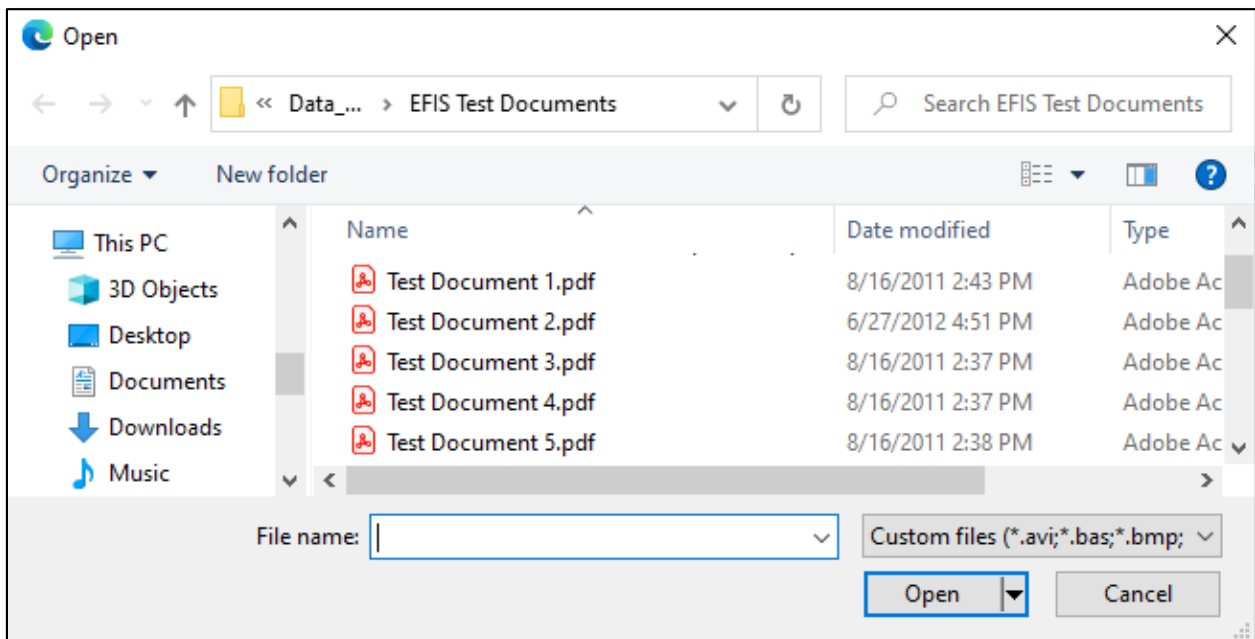 Open
« Data_... > EFIS Test Documents
Search EFIS Test Documents
Organize
New folder
This PC
3D Objects
Desktop
Documents
Downloads
Music
Name Date modified Type
Test Document 1.pdf 8/16/2011 2:43 PM Adobe Ac
Test Document 2.pdf 6/27/2012 4:51 PM Adobe Ac
Test Document 3.pdf 8/16/2011 2:37 PM Adobe Ac
Test Document 4.pdf 8/16/2011 2:37 PM Adobe Ac
Test Document 5.pdf 8/16/2011 2:38 PM Adobe Ac
File name:
Custom files (*.avi;*.bas;*.bmp;
Open
Cancel